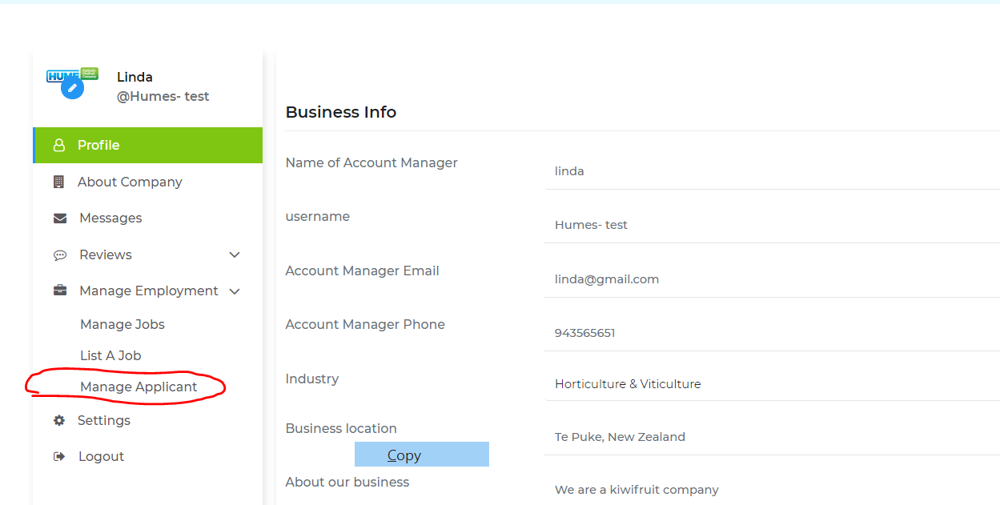 HUME
Linda
@Humes- test
Profile
About Company
Messages
Reviews
Manage Employment
Manage Jobs
List A Job
Manage Applicant
Settings
Logout
Business Info
Name of Account Manager
linda
username
Humes- test
Account Manager Email
linda@gmail.com
Account Manager Phone
943565651
Industry
Horticulture & Viticulture
Business location
Te Puke, New Zealand
Copy
About our business
We are a kiwifruit company